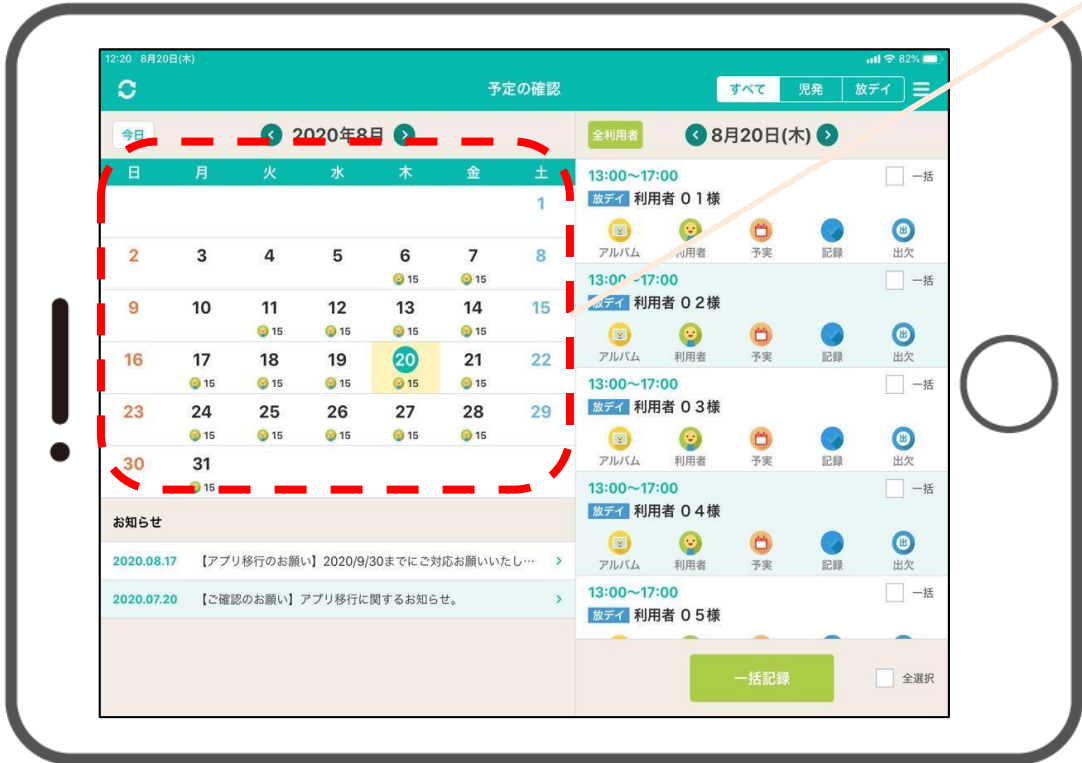 12:20 8月20日(木)
82%
予定の確認
すべて 児発 放デイ
今日
2020年8月
日 月 火 水 木 金 土
1
2 3 4 5 6 7 8
15 15
9 10 11 12 13 14 15
15 15 15 15
16 17 18 19 20 21 22
15 15 15 15 15
23 24 25 26 27 28 29
15 15 15 15 15
30 31
15
お知らせ
2020.08.17 【アプリ移行のお願い】2020/9/30までにご対応お願いいたし…
2020.07.20 【ご確認のお願い】アプリ移行に関するお知らせ。
全利用者
8月20日(木)
13:00~17:00 一括
放デイ 利用者 01様
出
アルバム 利用者 予実 記録 出欠
13:00~17:00 一括
放デイ 利用者 02様
出
アルバム 利用者 予実 記録 出欠
13:00~17:00 一括
放デイ 利用者 03様
出
アルバム 利用者 予実 記録 出欠
13:00~17:00 一括
放デイ 利用者 04様
出
アルバム 利用者 予実 記録 出欠
13:00~17:00 一括
放デイ 利用者 05様
一括記録 全選択